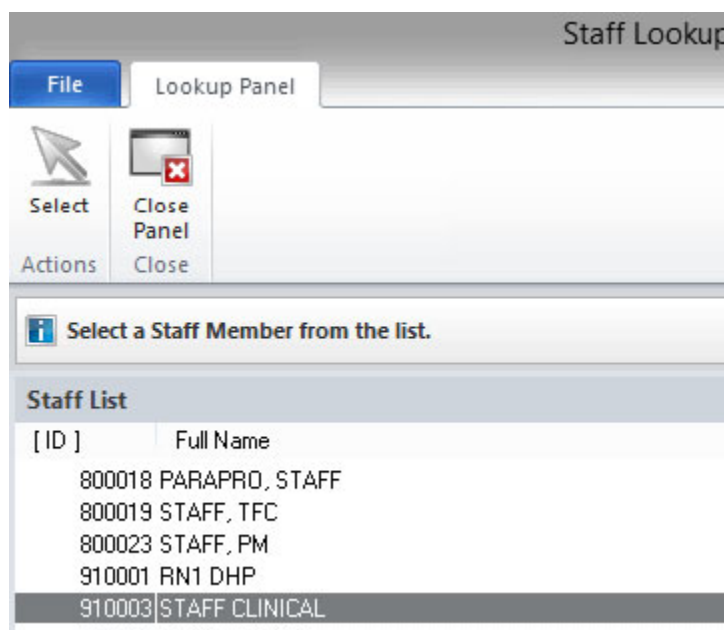 Staff Lookup
File
Lookup Panel
Select
Close
Panel
Actions
Close
Select a Staff Member from the list.
Staff List
[ ID ] Full Name
800018 PARAPRO, STAFF
800019 STAFF, TFC
800023 STAFF, PM
910001 RN1 DHP
910003 STAFF CLINICAL